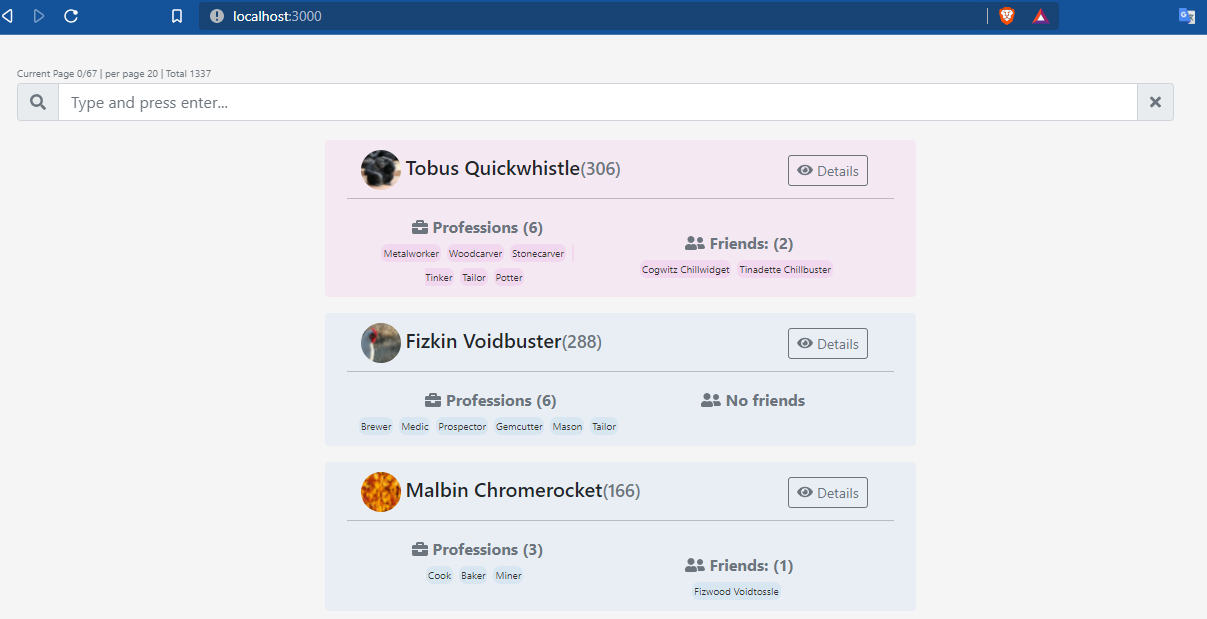 localhost:3000
Current Page 0/67 | per page 20 | Total 1337
Type and press enter...
Tobus Quickwhistle(306)
Details
Professions (6)
Metalworker Woodcarver Stonecarver
Tinker Tailor Potter
Friends: (2)
Cogwitz Chillwidget Tinadette Chillbuster
Fizkin Voidbuster(288)
Details
Professions (6)
Brewer Medic Prospector Gemcutter Mason Tailor
No friends
Malbin Chromerocket(166)
Details
Professions (3)
Cook Baker Miner
Friends: (1)
Fizwood Voidtossle